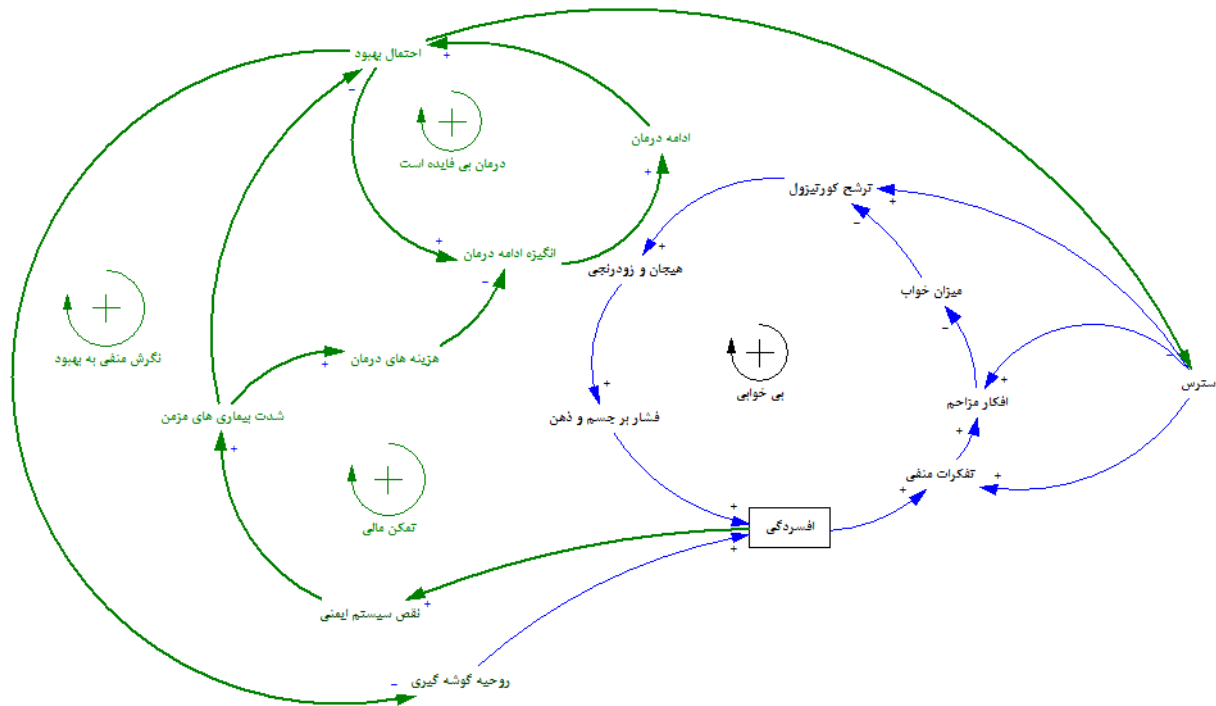 احتمال بهبود
ادامه درمان
درمان بی فایده است
ترشح کورتیزول
انگیزه ادامه درمان
هیجان و زودرنجی
میزان خواب
نگرش منفی به بهبود
هزینه های درمان
سترس
بی خوابی
افکار مزاحم
شدت بیماری های مزمن
فشار بر جسم و ذهن
تفکرات منفی
تمکن مالی
افسردگی
نقص سیستم ایمنی
روحیه گوشه گیری